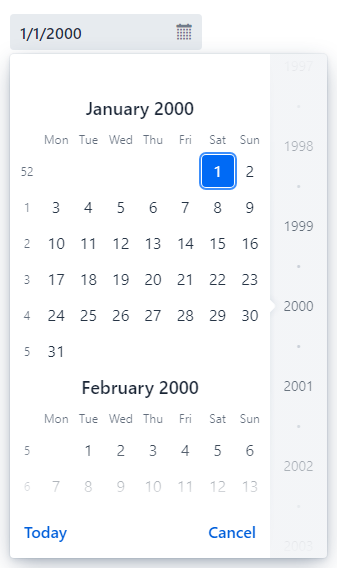 1/1/2000
January 2000
Mon Tue Wed Thu Fri Sat Sun
52 1 2
1 3 4 5 6 7 8 9
2 10 11 12 13 14 15 16
3 17 18 19 20 21 22 23
4 24 25 26 27 28 29 30
5 31
February 2000
Mon Tue Wed Thu Fri Sat Sun
5 1 2 3 4 5 6
6 7 8 9 10 11 12 13
Today Cancel
1997
1998
1999
2000
2001
2002
2003